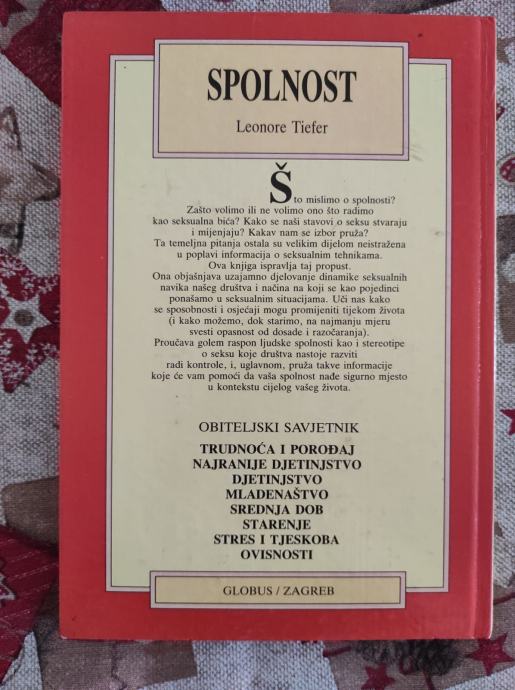 SPOLNOST
Leonore Tiefer
Što mislimo o spolnosti?
Zašto volimo ili ne volimo ono što radimo
kao seksualna bića? Kako se naši stavovi o seksu stvaraju
i mijenjaju? Kakav nam se izbor pruža?
Ta temeljna pitanja ostala su velikim dijelom neistražena
u poplavi informacija o seksualnim tehnikama.
Ova knjiga ispravlja taj propust.
Ona objašnjava uzajamno djelovanje dinamike seksualnih
navika našeg društva i načina na koji se kao pojedinci
ponašamo u seksualnim situacijama. Uči nas kako
se sposobnosti i osjećaji mogu promijeniti tijekom života
(i kako možemo, dok starimo, na najmanju mjeru
svesti opasnost od dosade i razočaranja).
Proučava golem raspon ljudske spolnosti kao i stereotipe
o seksu koje društva nastoje razviti
radi kontrole, i, uglavnom, pruža takve informacije
koje će vam pomoći da vaša spolnost nađe sigurno mjesto
u kontekstu cijelog vašeg života.
OBITELJSKI SAVJETNIK
TRUDNOĆA I POROĐAJ
NAJRANIJE DJETINJSTVO
DJETINJSTVO
MLADENAŠTVO
SREDNJA DOB
STARENJE
STRES I TJESKOBA
OVISNOSTI
GLOBUS / ZAGREB